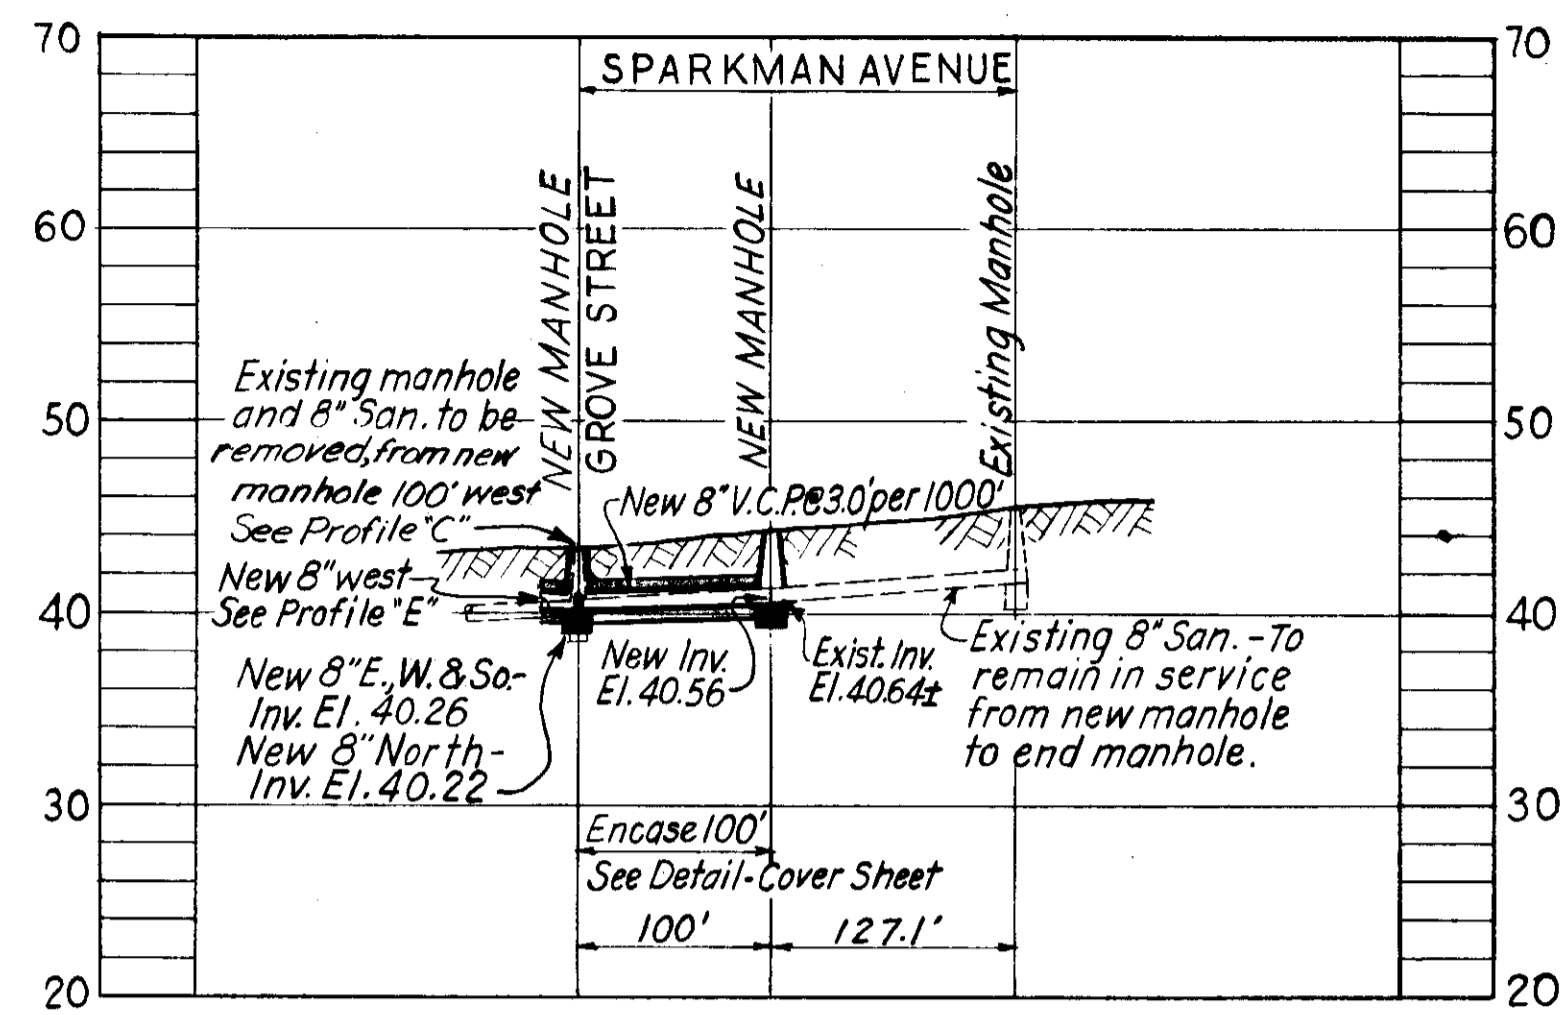 70
60
50
40
30
20
SPARKMAN AVENUE
NEW MANHOLE
GROVE STREET
NEW MANHOLE
Existing Manhole
Existing manhole
and 8" San. to be
removed, from new
manhole 100' west
See Profile "C"
New 8" west
See Profile "E"
New 8" V.C.P. @ 3.0' per 1000'
New 8" E., W. & So.-
Inv. El. 40.26
New 8" North-
Inv. El. 40.22
New Inv.
El. 40.56
Exist. Inv.
El. 40.64±
Existing 8" San. - To
remain in service
from new manhole
to end manhole.
Encase 100'
See Detail-Cover Sheet
100'
127.1'
70
60
50
40
30
20